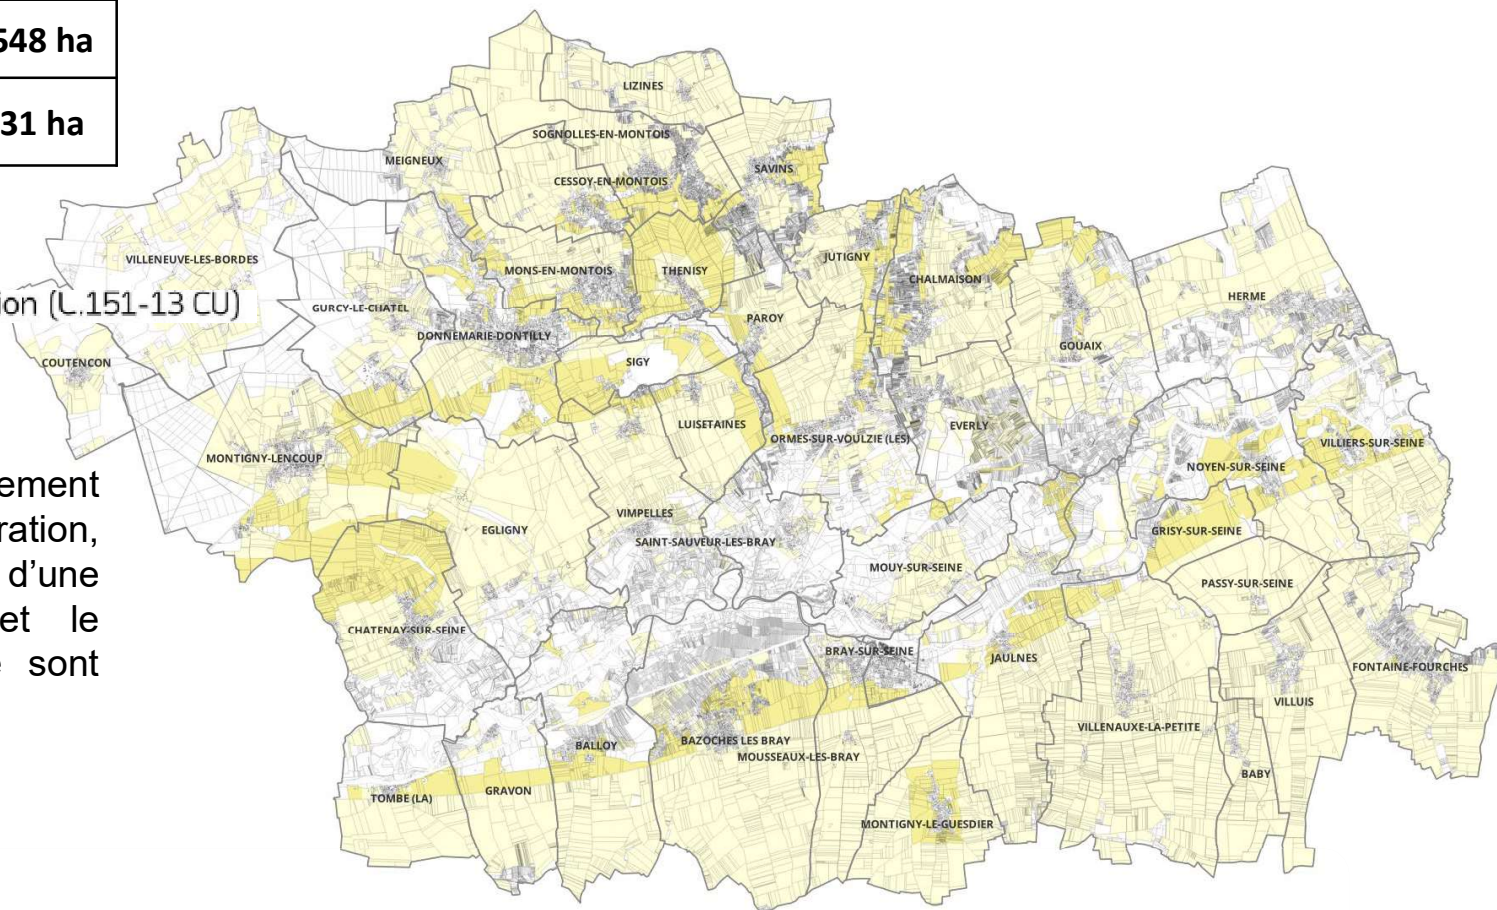 548 ha
31 ha
LIZINES
SOGNOLLES-EN-MONTOIS
MEIGNEUX
SAVINS
CESSOY-EN-MONTOIS
VILLENEUVE-LES-BORDES
MONS-EN-MONTOIS
THENISY
JUTIGNY
CHALMAISON
ion (L.151-13 CU)
GURCY-LE-CHATEL
HERME
PAROY
DONNEMARIE-DONTILLY
GOUAIX
COUTENCON
SIGY
LUISETAINES
ORMES-SUR-VOULZIE (LES)
EVERLY
VILLIERS-SUR-SEINE
MONTIGNY-LENCOUP
NOYEN-SUR-SEINE
ement
ration,
d’une
et le
sont
VIMPELLES
EGLIGNY
GRISY-SUR-SEINE
SAINT-SAUVEUR-LES-BRAY
MOUY-SUR-SEINE
PASSY-SUR-SEINE
CHATENAY-SUR-SEINE
BRAY-SUR-SEINE
JAULNES
FONTAINE-FOURCHES
VILLUIS
VILLENAUXE-LA-PETITE
BAZOCHES LES BRAY
BALLOY
MOUSSEAUX-LES-BRAY
BABY
GRAVON
TOMBE (LA)
MONTIGNY-LE-GUESDIER